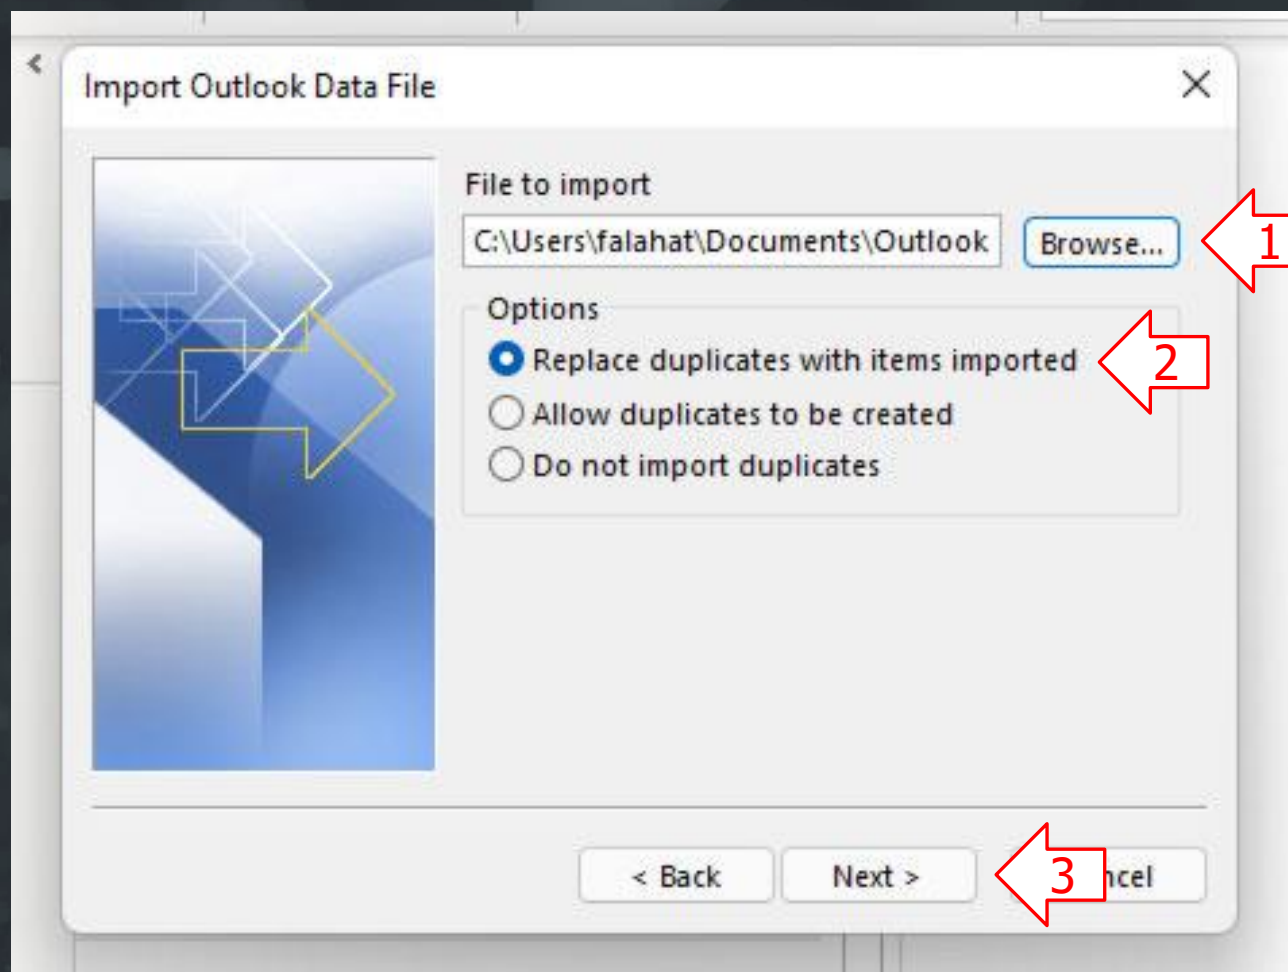 Import Outlook Data File
File to import
C:\Users\falahat\Documents\Outlook
Browse...
1
Options
Replace duplicates with items imported
2
Allow duplicates to be created
Do not import duplicates
< Back
Next >
3
ncel